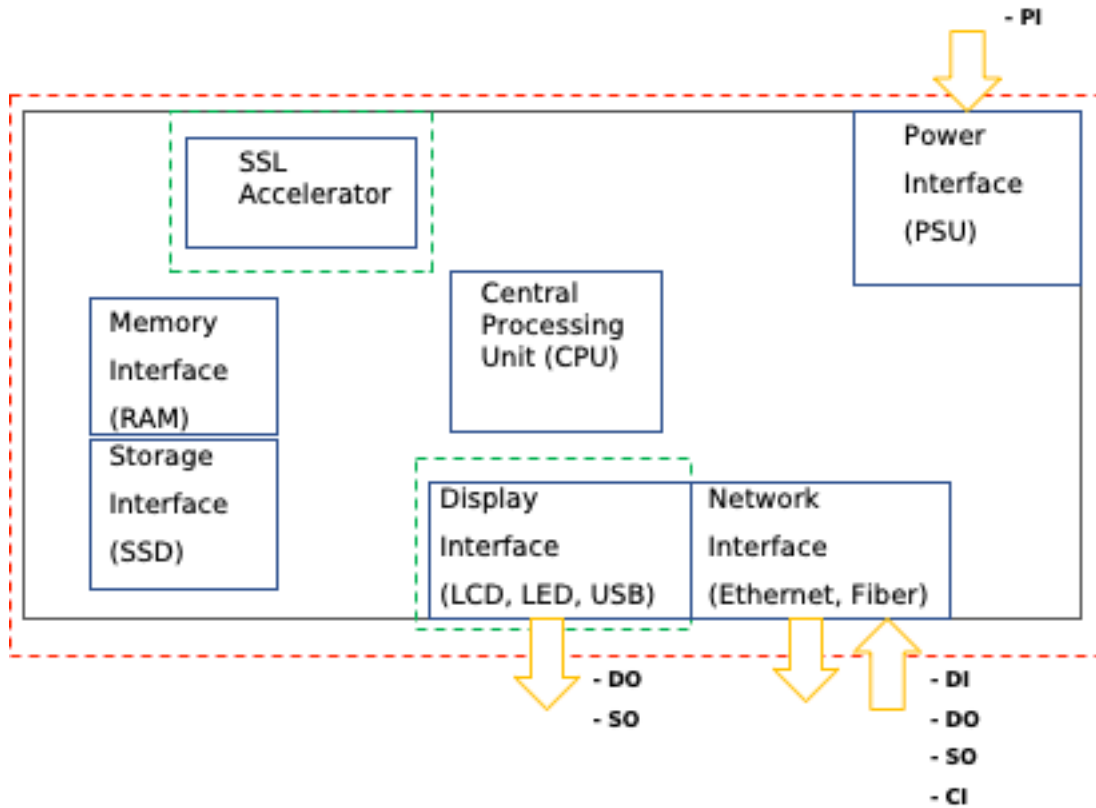 - PI
SSL
Accelerator
Power
Interface
(PSU)
Central
Processing
Unit (CPU)
Memory
Interface
(RAM)
Storage
Interface
(SSD)
Display
Interface
(LCD, LED, USB)
Network
Interface
(Ethernet, Fiber)
- DO
- SO
- DI
- DO
- SO
- CI